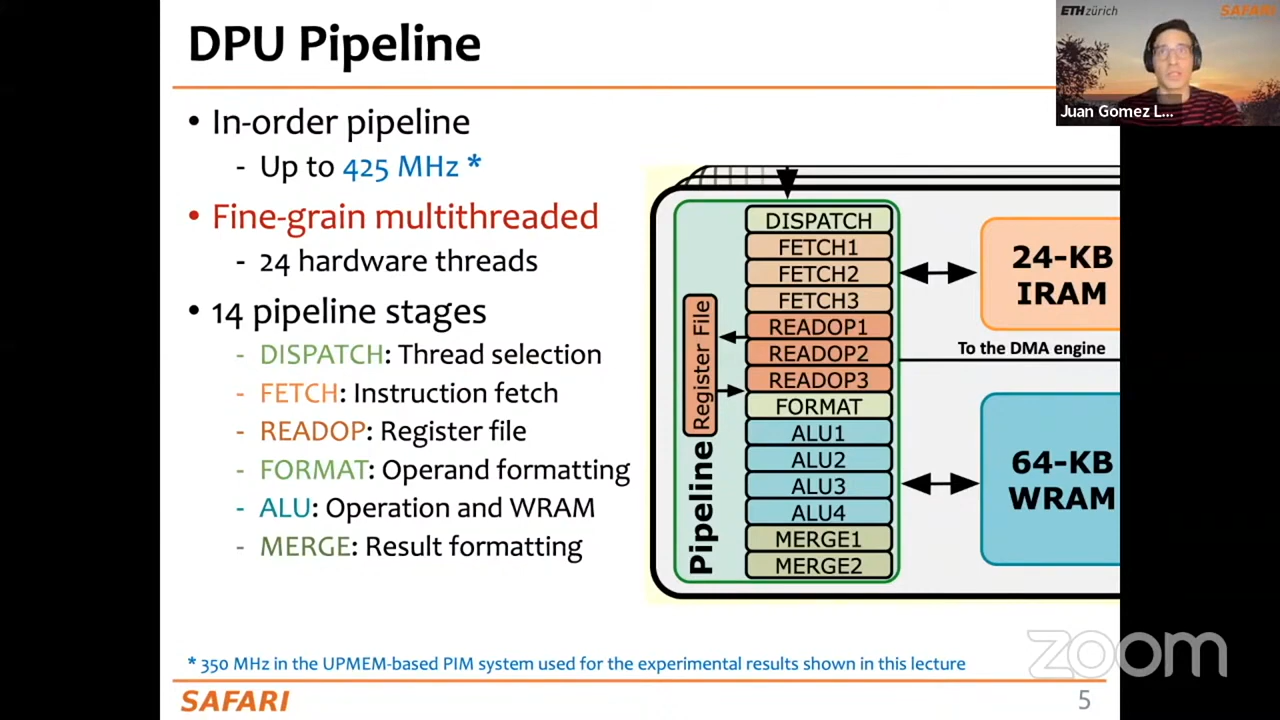 DPU Pipeline
• In-order pipeline
- Up to 425 MHz *
• Fine-grain multithreaded
- 24 hardware threads
• 14 pipeline stages
- DISPATCH: Thread selection
- FETCH: Instruction fetch
- READOP: Register file
- FORMAT: Operand formatting
- ALU: Operation and WRAM
- MERGE: Result formatting
DISPATCH
FETCH1
FETCH2
FETCH3
READOP1
READOP2
READOP3
FORMAT
ALU1
ALU2
ALU3
ALU4
MERGE1
MERGE2
Register File
Pipeline
24-KB
IRAM
To the DMA engine
64-KB
WRAM
* 350 MHz in the UPMEM-based PIM system used for the experimental results shown in this lecture
SAFARI
5
ETH zürich
SAFARI
Juan Gomez L...
zoom